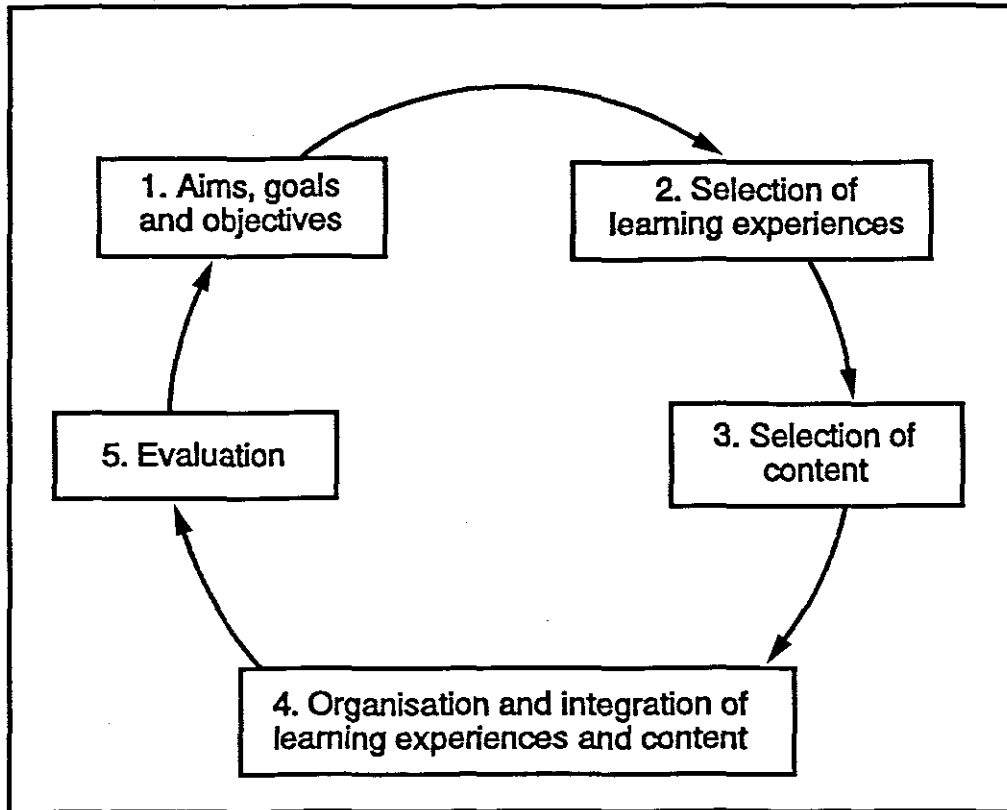 1. Aims, goals
and objectives
2. Selection of
learning experiences
3. Selection of
content
4. Organisation and integration of
learning experiences and content
5. Evaluation